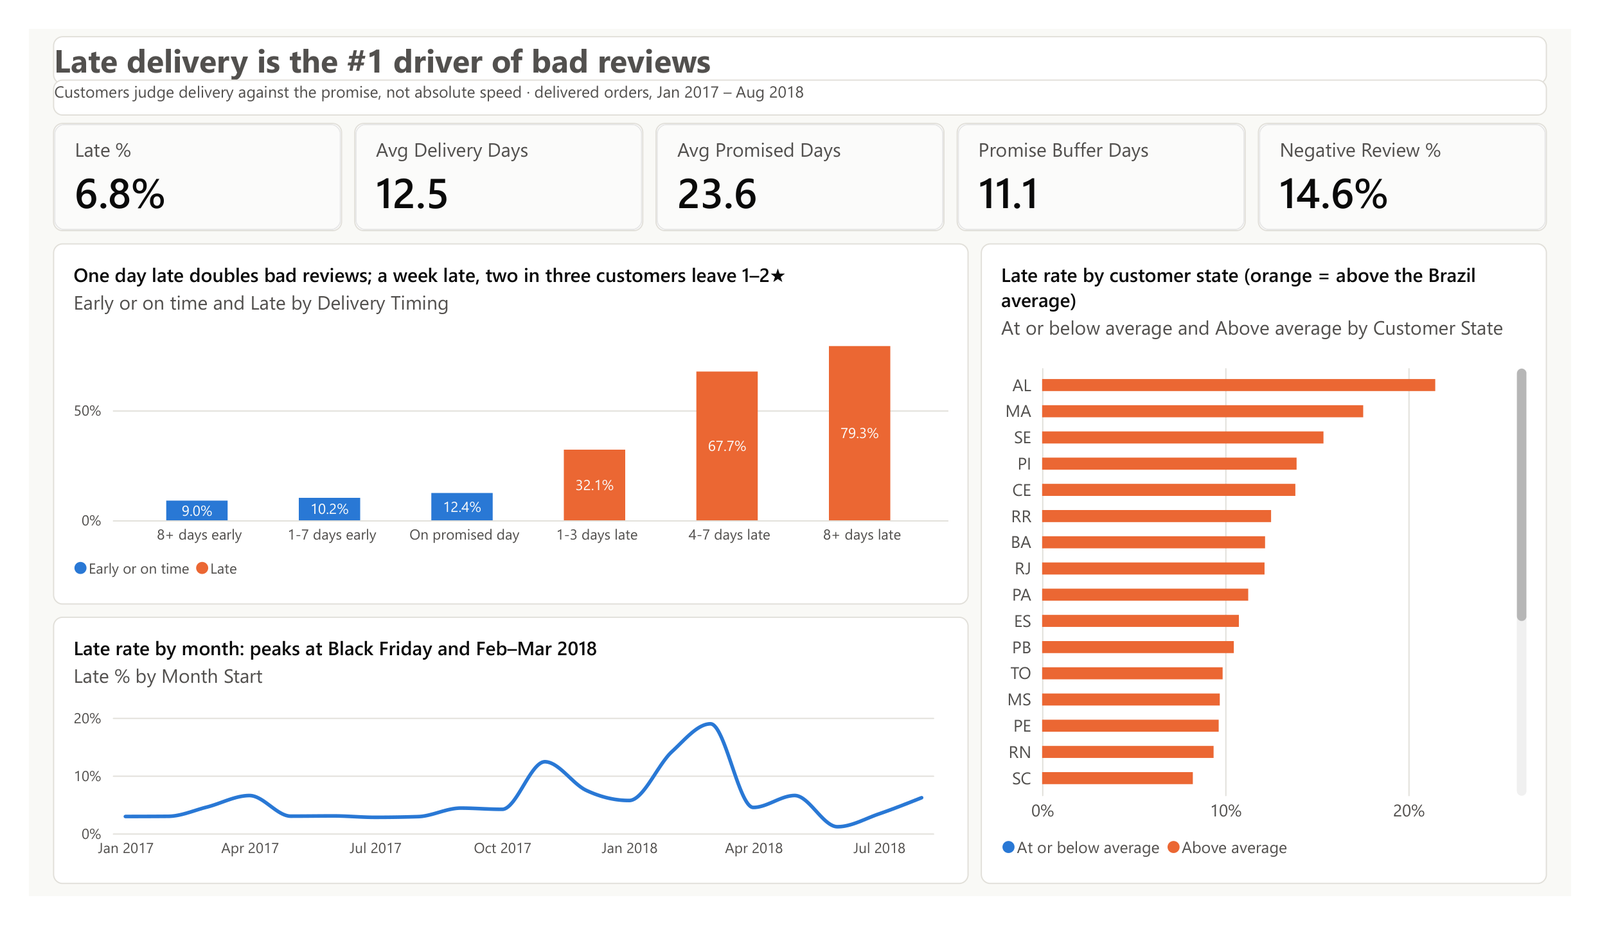 Late delivery is the #1 driver of bad reviews
Customers judge delivery against the promise, not absolute speed · delivered orders, Jan 2017 – Aug 2018
Late %
6.8%
Avg Delivery Days
12.5
Avg Promised Days
23.6
Promise Buffer Days
11.1
Negative Review %
14.6%
One day late doubles bad reviews; a week late, two in three customers leave 1–2★
Early or on time and Late by Delivery Timing
50%
0%
9.0%
10.2%
12.4%
32.1%
67.7%
79.3%
8+ days early
1-7 days early
On promised day
1-3 days late
4-7 days late
8+ days late
Early or on time
Late
Late rate by month: peaks at Black Friday and Feb–Mar 2018
Late % by Month Start
20%
10%
0%
Jan 2017
Apr 2017
Jul 2017
Oct 2017
Jan 2018
Apr 2018
Jul 2018
Late rate by customer state (orange = above the Brazil
average)
At or below average and Above average by Customer State
AL
MA
SE
PI
CE
RR
BA
RJ
PA
ES
PB
TO
MS
PE
RN
SC
0%
10%
20%
At or below average
Above average